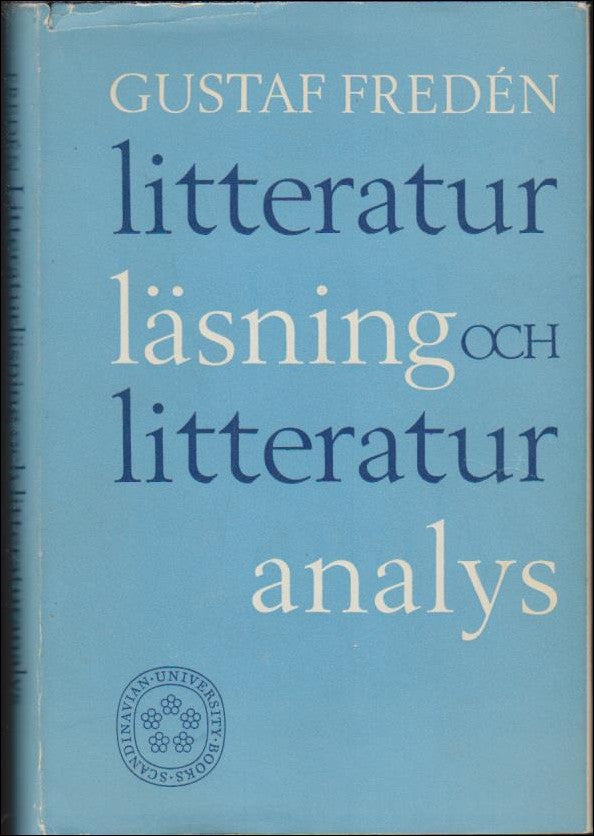 GUSTAF FREDÉN
litteratur
läsning OCH
litteratur
analys
SCANDINAVIAN · UNIVERSITY · BOOKS ·